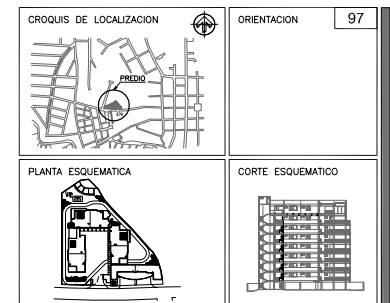 CROQUIS DE LOCALIZACION
ORIENTACION
97
PREDIO
PLANTA ESQUEMATICA
CORTE ESQUEMATICO